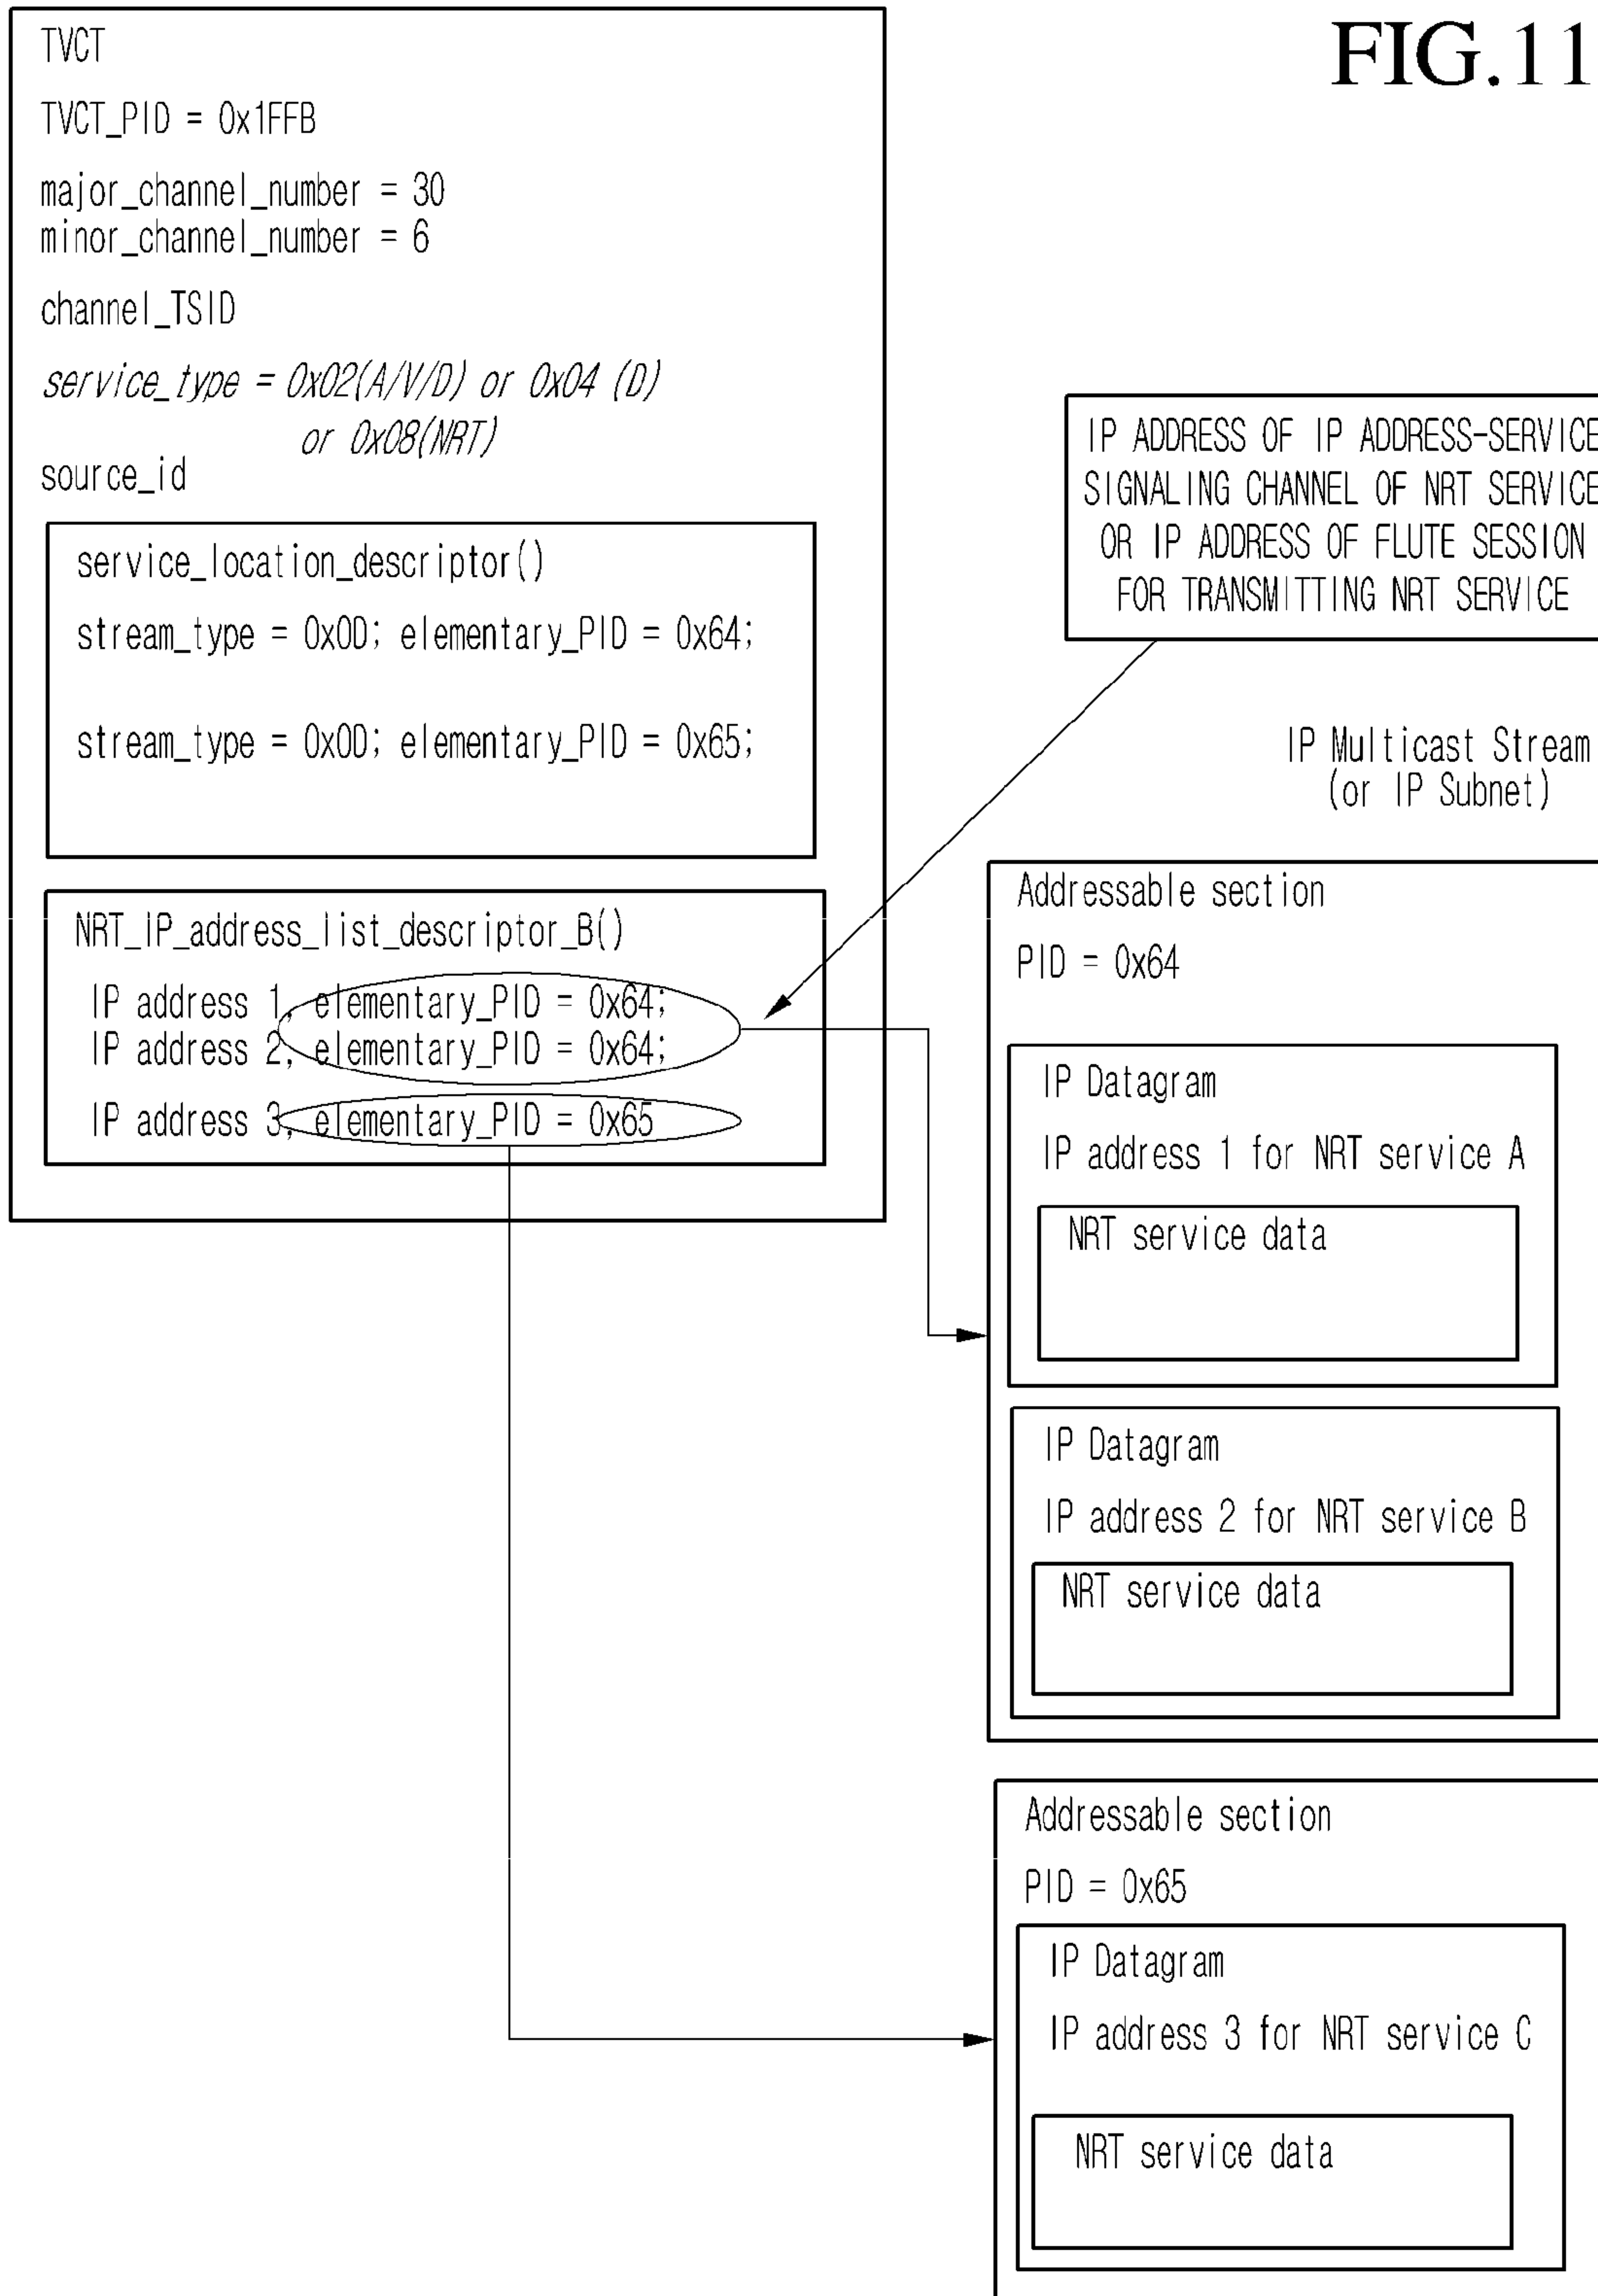 FIG.11
TVCT
TVCT_PID = 0x1FFB
major_channel_number = 30
minor_channel_number = 6
channel_TSID
service_type = 0x02(A/V/D) or 0x04 (D)
or 0x08(NRT)
source_id
service_location_descriptor()
stream_type = 0x0D; elementary_PID = 0x64;
stream_type = 0x0D; elementary_PID = 0x65;
NRT_IP_address_list_descriptor_B()
IP address 1, elementary_PID = 0x64;
IP address 2, elementary_PID = 0x64;
IP address 3, elementary_PID = 0x65
IP ADDRESS OF IP ADDRESS-SERVICE
SIGNALING CHANNEL OF NRT SERVICE
OR IP ADDRESS OF FLUTE SESSION
FOR TRANSMITTING NRT SERVICE
IP Multicast Stream
(or IP Subnet)
Addressable section
PID = 0x64
IP Datagram
IP address 1 for NRT service A
NRT service data
IP Datagram
IP address 2 for NRT service B
NRT service data
Addressable section
PID = 0x65
IP Datagram
IP address 3 for NRT service C
NRT service data